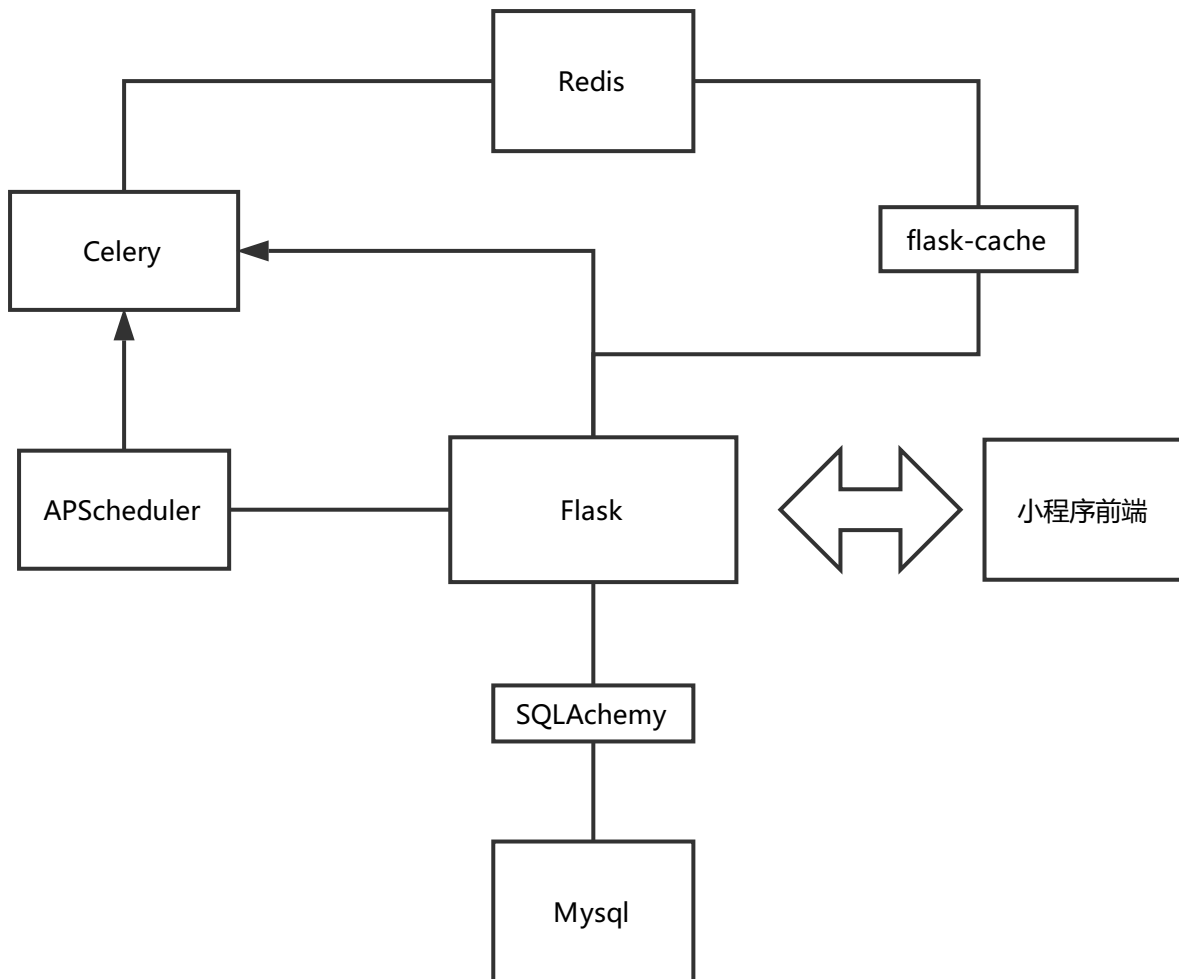 Redis
Celery
flask-cache
APScheduler
Flask
小程序前端
SQLAchemy
Mysql